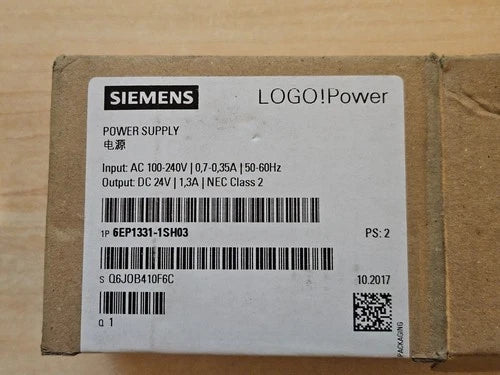 SIEMENS
LOGO!Power
POWER SUPPLY
电源
Input: AC 100-240V | 0,7-0,35A | 50-60Hz
Output: DC 24V | 1,3A | NEC Class 2
1P 6EP1331-1SH03
PS: 2
S Q6JOB410F6C
10.2017
Q 1
PACKAGING